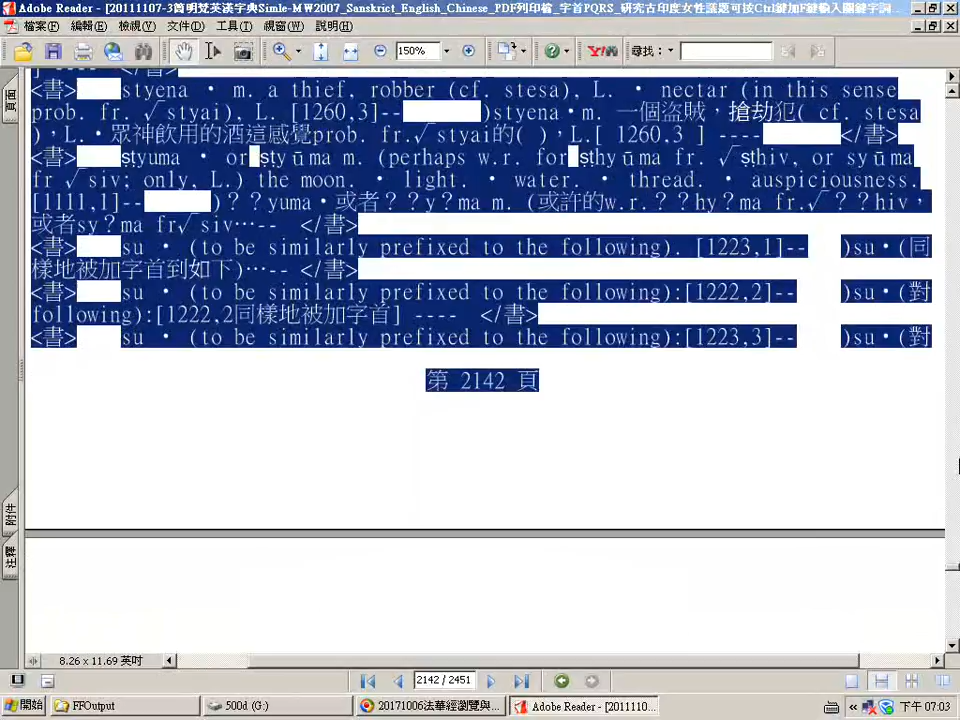 Adobe Reader - [20111107-3簡明梵英漢字典Simle-MW2007_Sanskrit_English_Chinese_PDF列印檔_字首PQRS_研究古印度女性議題可按Ctrl鍵加F鍵輸入關鍵字詞...
檔案(F) 編輯(E) 檢視(V) 文件(D) 工具(T) 視窗(W) 說明(H)
150% 尋找:
頁面
] ---- </書>
<書> styena • m. a thief, robber (cf. stesa), L. • nectar (in this sense
prob. fr. √styai), L. [1260,3]-- )styena•m. 一個盜賊，搶劫犯( cf. stesa
)，L.•眾神飲用的酒這感覺prob. fr.√styai的( )，L.[ 1260,3 ] ---- </書>
<書> ṣṭyuma • or ṣṭyūma m. (perhaps w.r. for ṣṭhyūma fr. √ṣṭhiv, or syūma
fr √siv; only, L.) the moon. • light. • water. • thread. • auspiciousness.
[1111,1]-- )？？yuma•或者？？y？ma m. (或許的w.r.？？hy？ma fr.√？？hiv，
或者sy？ma fr√siv…-- </書>
<書> su • (to be similarly prefixed to the following). [1223,1]-- )su•(同
樣地被加字首到如下)…-- </書>
<書> su • (to be similarly prefixed to the following):[1222,2]-- )su•(對
following):[1222,2同樣地被加字首] ---- </書>
<書> su • (to be similarly prefixed to the following):[1223,3]-- )su•(對
第 2142 頁
附件
注釋
8.26 x 11.69 英吋
2142 / 2451
開始 FFOutput 500d (G:) 20171006法華經瀏覽與... Adobe Reader - [2011110... « 下午 07:03